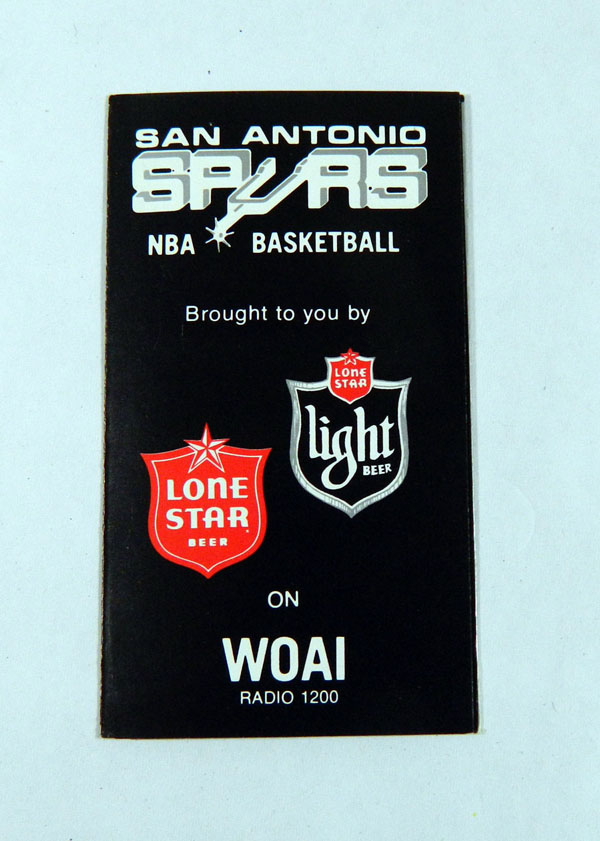 SAN ANTONIO
SPURS
NBA BASKETBALL
Brought to you by
LONE
STAR
light
BEER
LONE
STAR
BEER
ON
WOAI
RADIO 1200